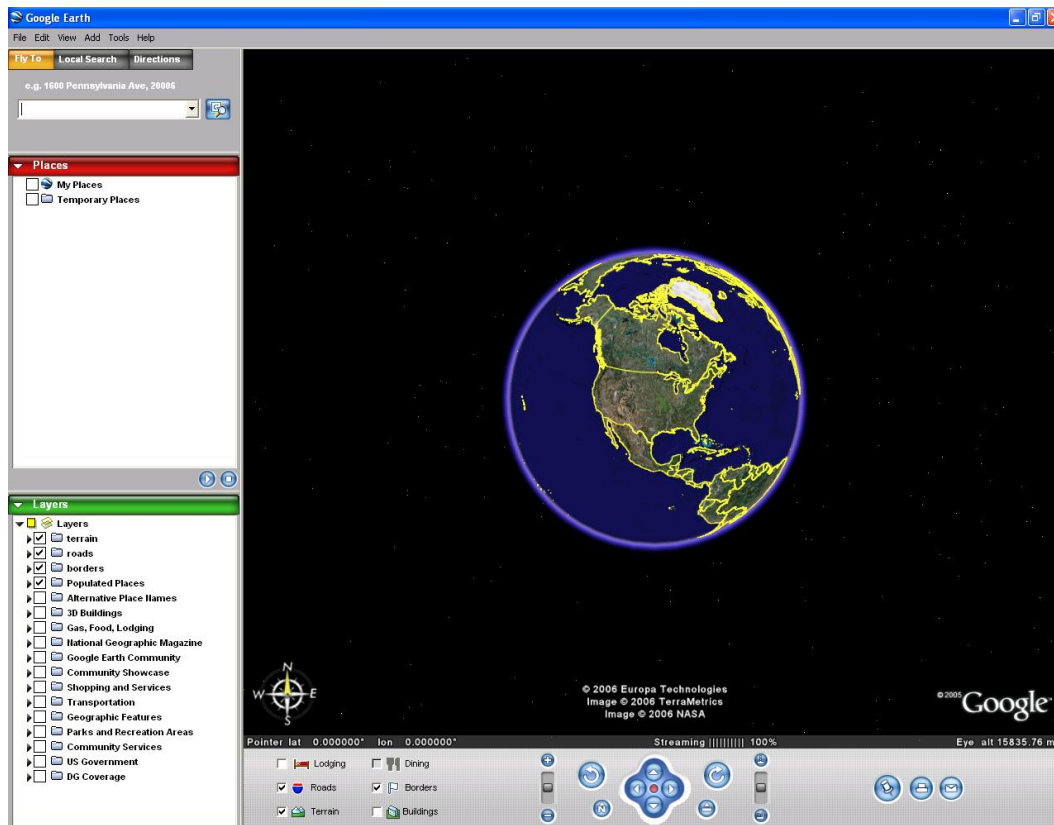 Google Earth
File Edit View Add Tools Help
Fly To Local Search Directions
e.g. 1600 Pennsylvania Ave, 20006
Places
My Places
Temporary Places
Layers
Layers
terrain
roads
borders
Populated Places
Alternative Place Names
3D Buildings
Gas, Food, Lodging
National Geographic Magazine
Google Earth Community
Community Showcase
Shopping and Services
Transportation
Geographic Features
Parks and Recreation Areas
Community Services
US Government
DG Coverage
N
W E
S
© 2006 Europa Technologies
Image © 2006 TerraMetrics
Image © 2006 NASA
© 2005 Google
Pointer lat 0.000000° lon 0.000000° Streaming |||||||||| 100% Eye alt 15835.76 m
Lodging Dining
Roads Borders
Terrain Buildings
N